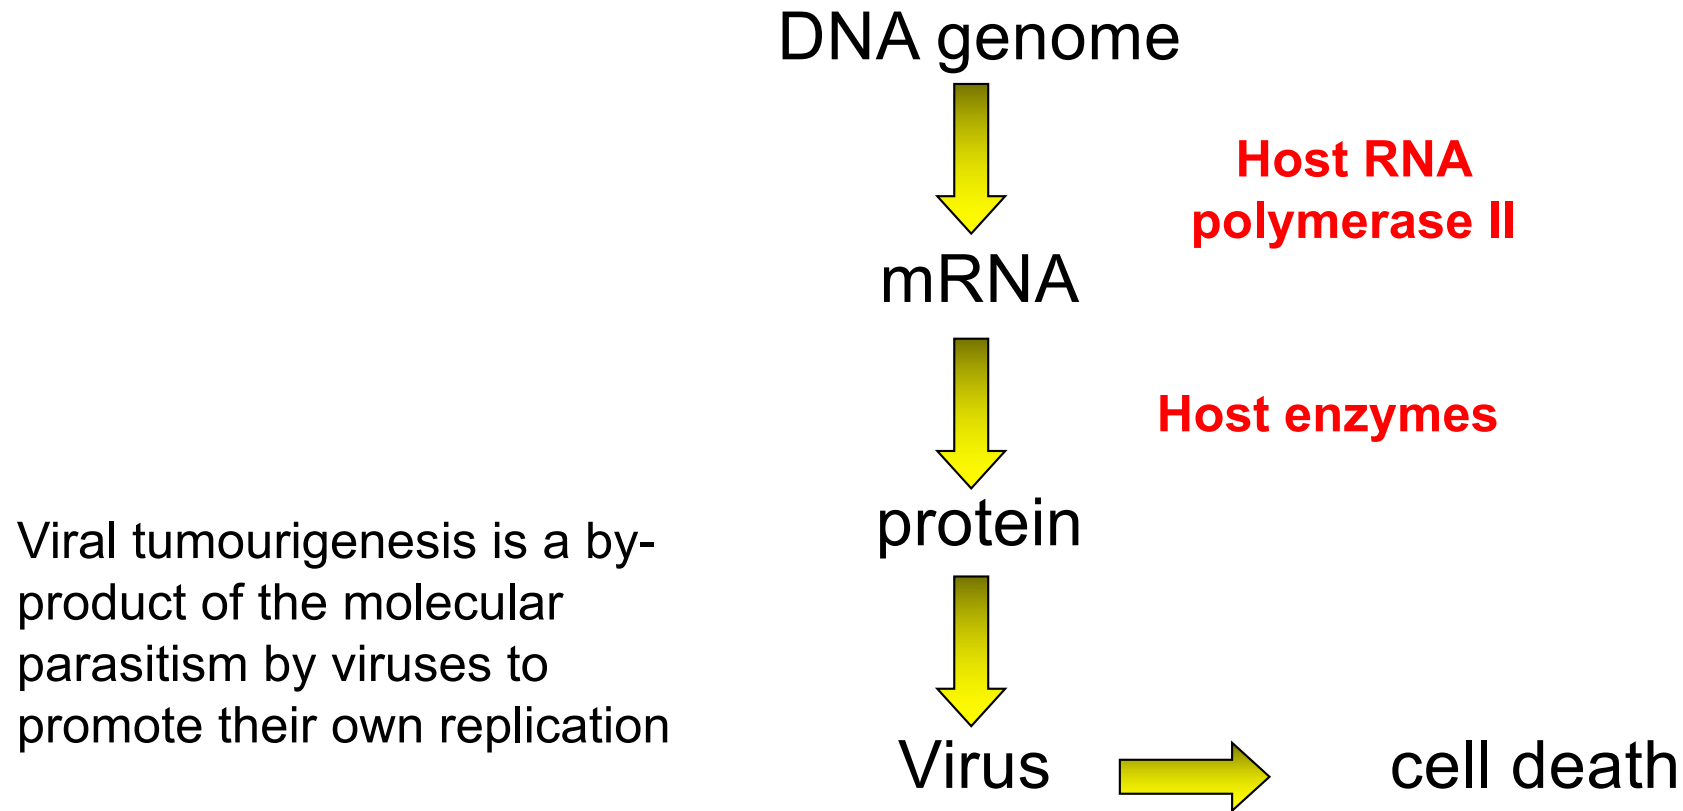 DNA genome
Host RNA
polymerase II
mRNA
Host enzymes
protein
Viral tumourigenesis is a by-
product of the molecular
parasitism by viruses to
promote their own replication
Virus
cell death